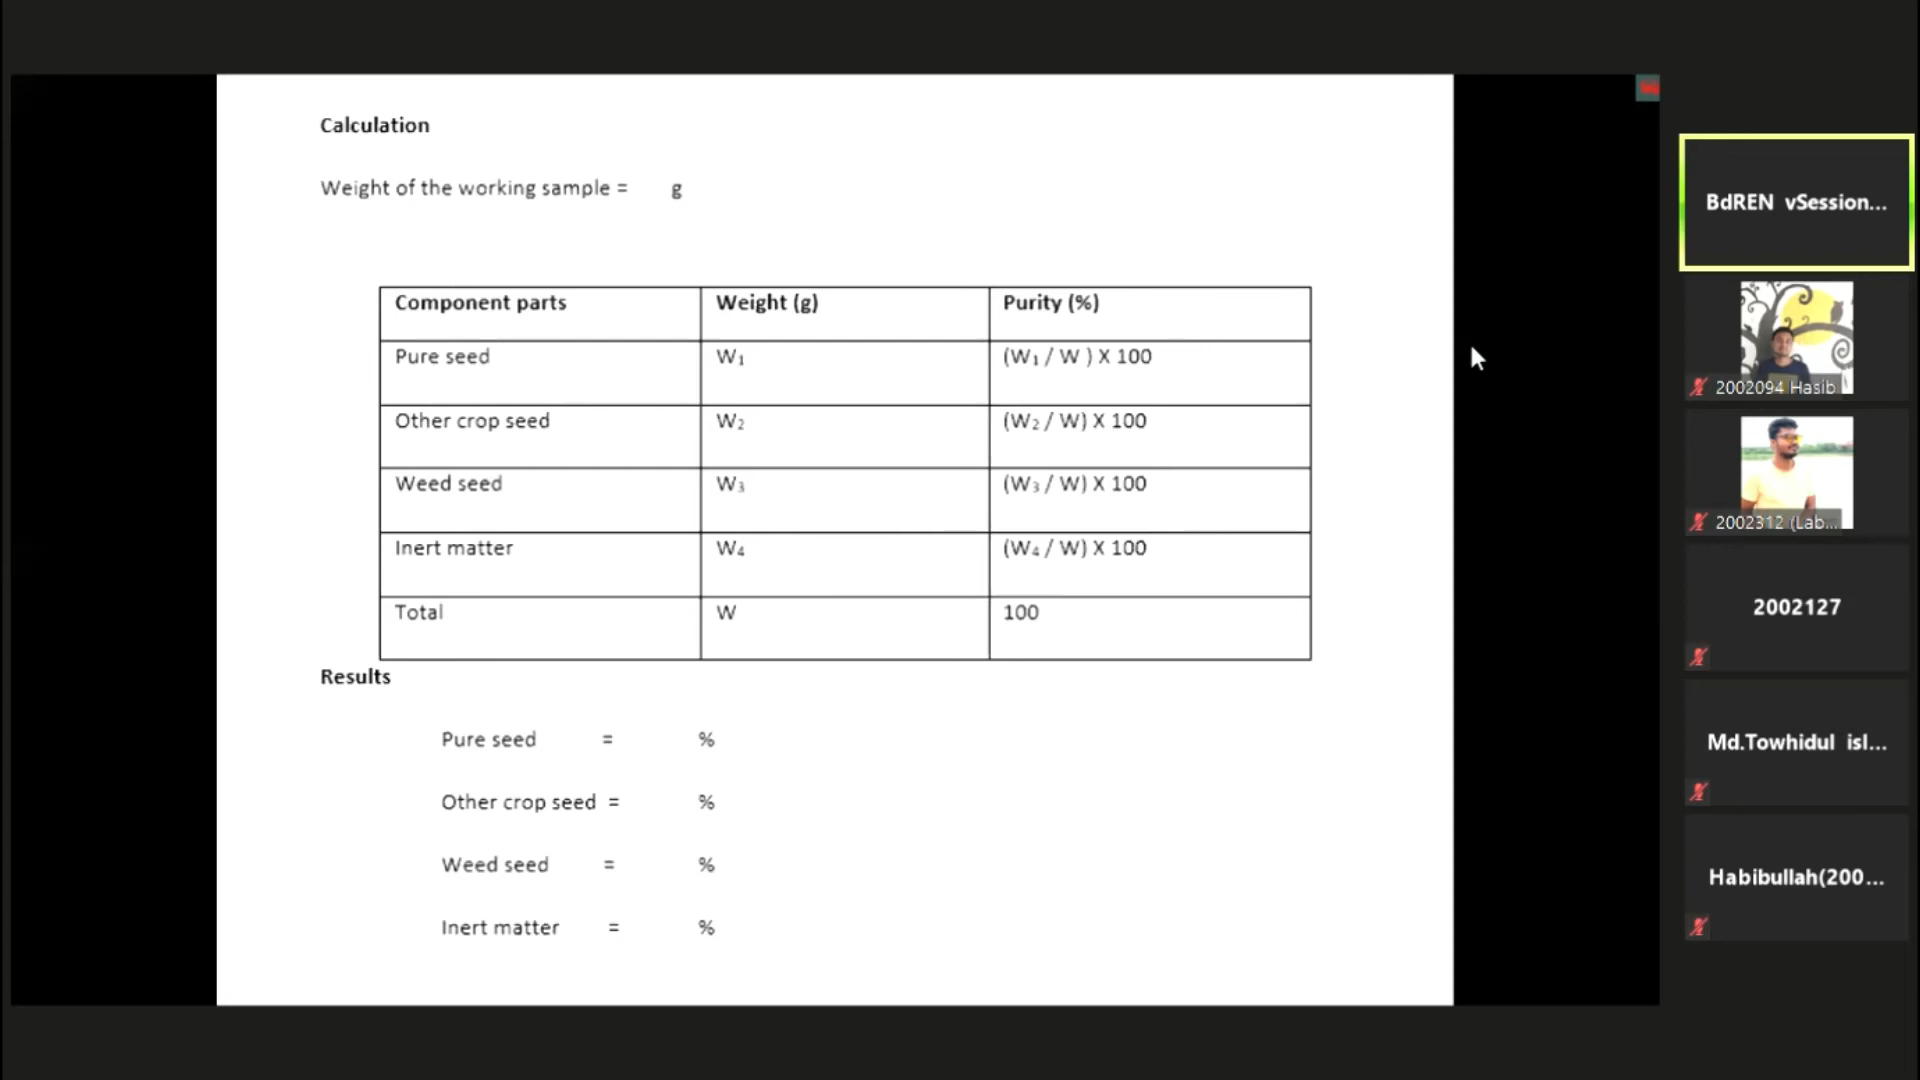 Calculation
Weight of the working sample = g
Component parts Weight (g) Purity (%)
Pure seed W₁ (W₁ / W ) X 100
Other crop seed W₂ (W₂ / W) X 100
Weed seed W₃ (W₃ / W) X 100
Inert matter W₄ (W₄ / W) X 100
Total W 100
Results
Pure seed = %
Other crop seed = %
Weed seed = %
Inert matter = %
BdREN vSession...
2002094 Hasib
2002312 (Lab...
2002127
Md.Towhidul isl...
Habibullah(200...